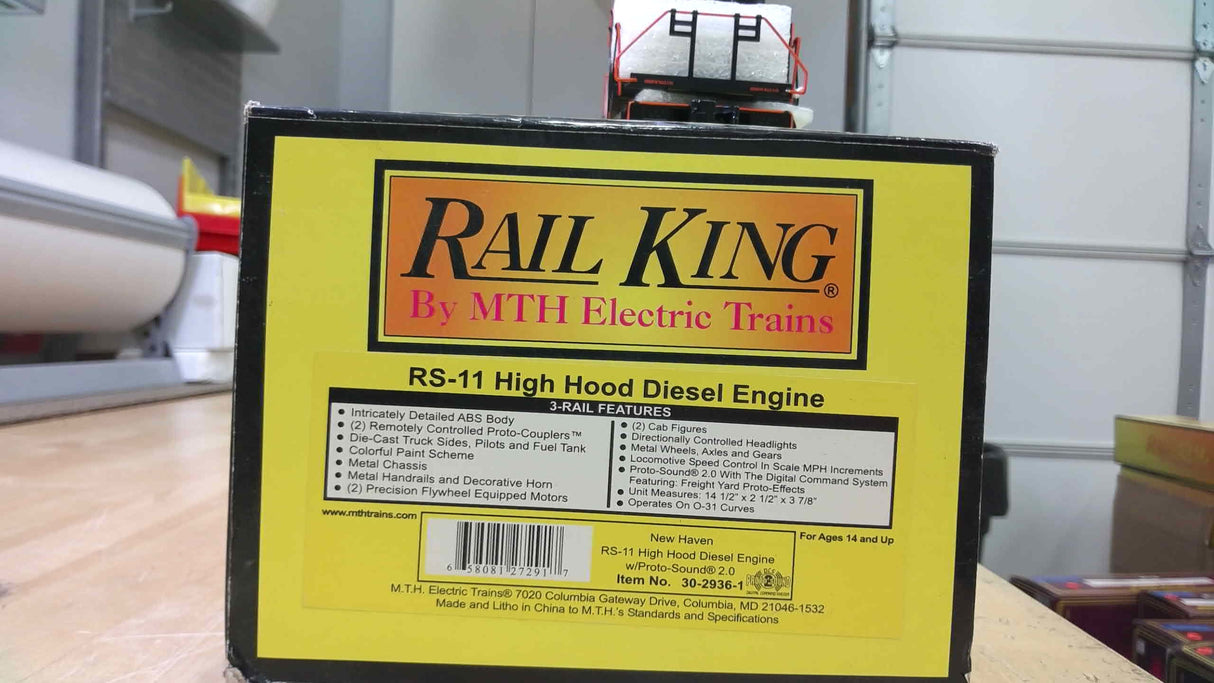 RAIL KING®
By MTH Electric Trains
RS-11 High Hood Diesel Engine
3-RAIL FEATURES
• Intricately Detailed ABS Body
• (2) Remotely Controlled Proto-Couplers™
• Die-Cast Truck Sides, Pilots and Fuel Tank
• Colorful Paint Scheme
• Metal Chassis
• Metal Handrails and Decorative Horn
• (2) Precision Flywheel Equipped Motors
• (2) Cab Figures
• Directionally Controlled Headlights
• Metal Wheels, Axles and Gears
• Locomotive Speed Control In Scale MPH Increments
• Proto-Sound® 2.0 With The Digital Command System
Featuring: Freight Yard Proto-Effects
• Unit Measures: 14 1/2" x 2 1/2" x 3 7/8"
• Operates On O-31 Curves
www.mthtrains.com
6 58081 27291 7
New Haven
RS-11 High Hood Diesel Engine
w/Proto-Sound® 2.0
Item No. 30-2936-1
For Ages 14 and Up
M.T.H. Electric Trains® 7020 Columbia Gateway Drive, Columbia, MD 21046-1532
Made and Litho in China to M.T.H.'s Standards and Specifications